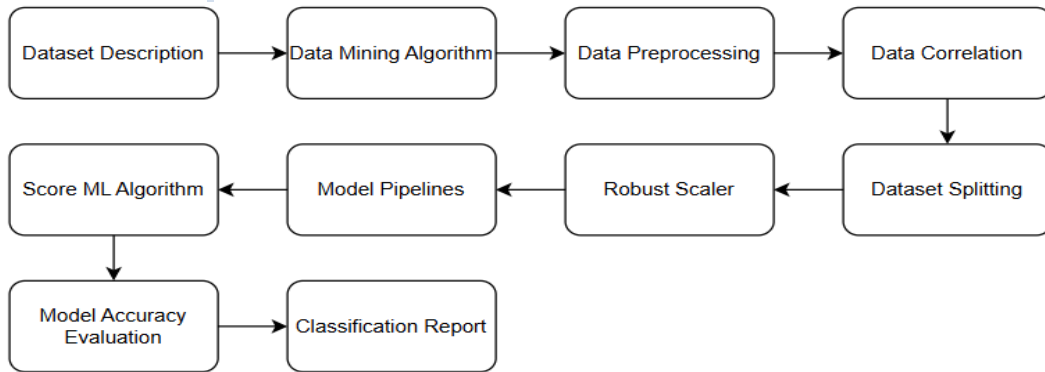 Dataset Description
Data Mining Algorithm
Data Preprocessing
Data Correlation
Dataset Splitting
Robust Scaler
Model Pipelines
Score ML Algorithm
Model Accuracy
Evaluation
Classification Report